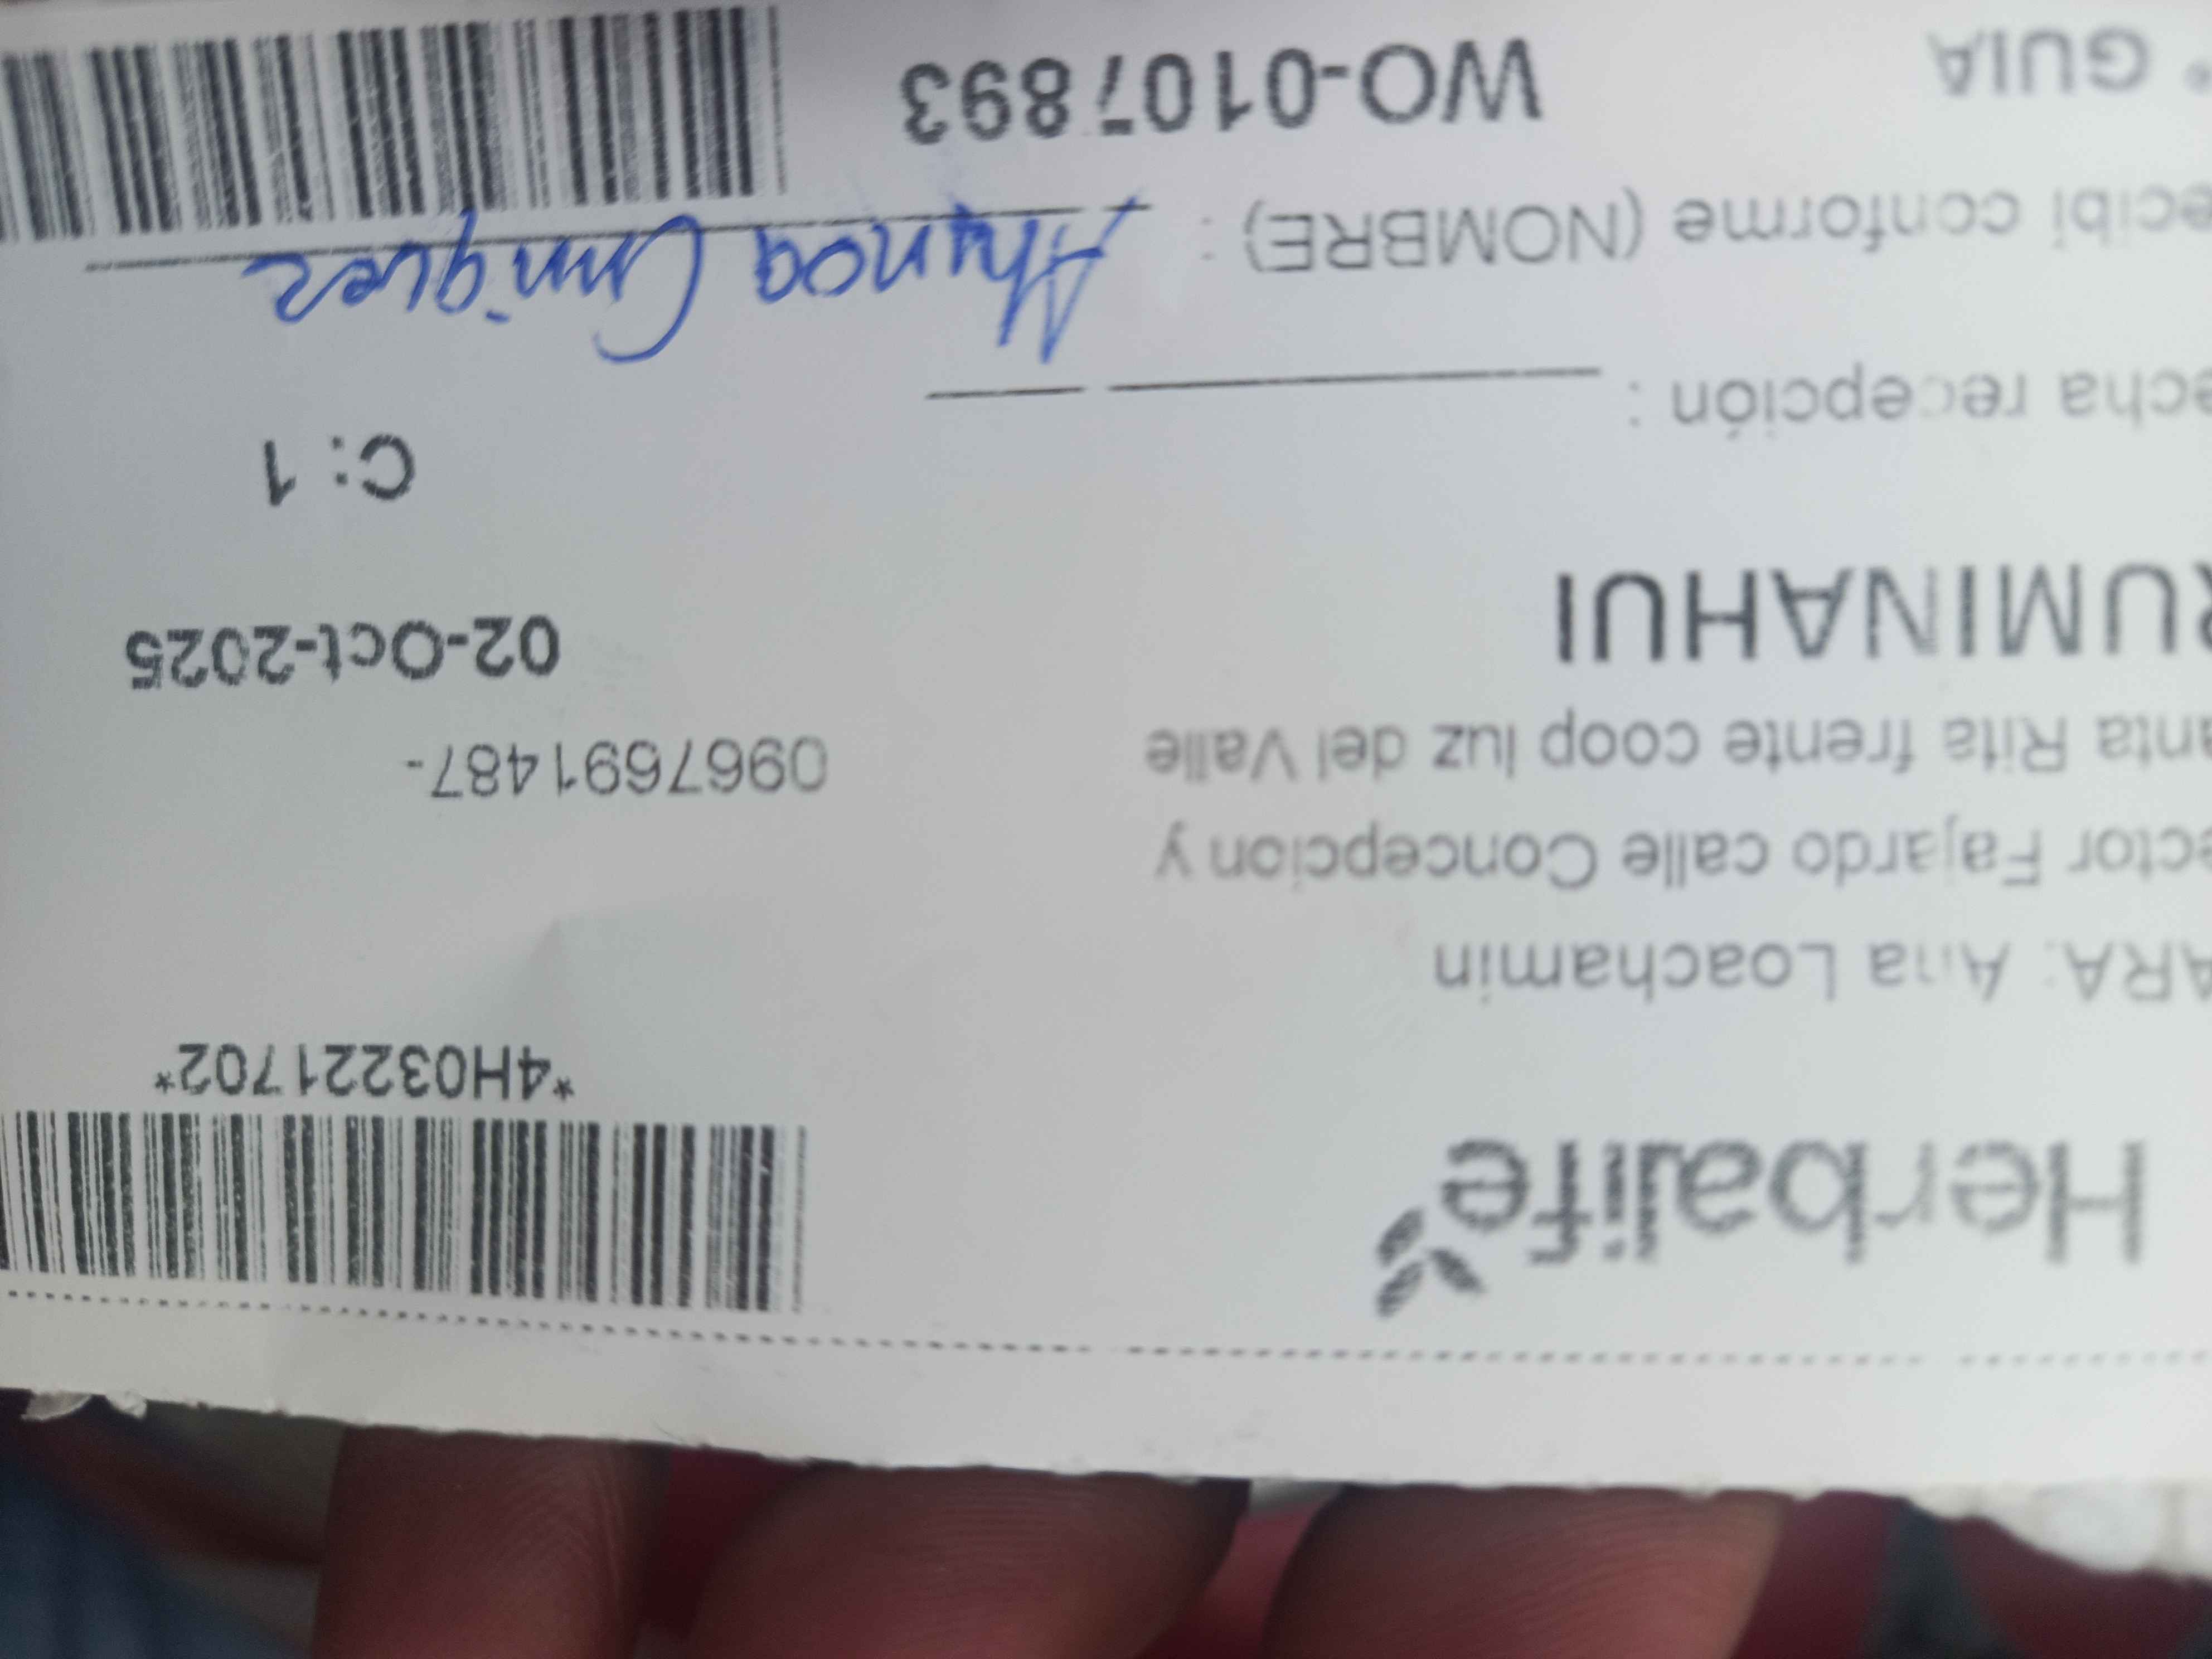 Herbalife
*4H03221702*
ARA: Ana Loachamin
ector Fajardo calle Concepcion y
anta Rita frente coop luz del Valle
0967691487-
RUMINAHUI
02-Oct-2025
echa recepción :
C: 1
ecibi conforme (NOMBRE) :
° GUIA
WO-0107893